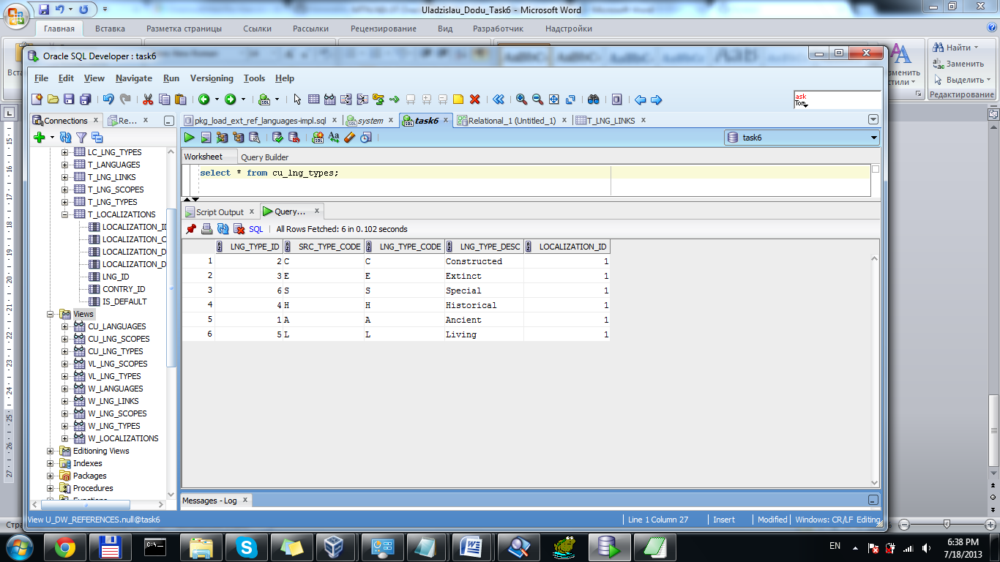 Uladzislau_Dodu_Task6 - Microsoft Word
Главная Вставка Разметка страницы Ссылки Рассылки Рецензирование Вид Разработчик Надстройки
Найти
Заменить
Выделить
Редактирование
Oracle SQL Developer : task6
File Edit View Navigate Run Versioning Tools Help
ask
Tom
Connections x Re... x
pkg_load_ext_ref_languages-impl.sql x system x task6 x Relational_1 (Untitled_1) x T_LNG_LINKS x
task6
LC_LNG_TYPES
T_LANGUAGES
T_LNG_LINKS
T_LNG_SCOPES
T_LNG_TYPES
T_LOCALIZATIONS
LOCALIZATION_ID
LOCALIZATION_C
LOCALIZATION_D
LOCALIZATION_D
LNG_ID
CONTRY_ID
IS_DEFAULT
Views
CU_LANGUAGES
CU_LNG_SCOPES
CU_LNG_TYPES
VL_LNG_SCOPES
VL_LNG_TYPES
W_LANGUAGES
W_LNG_LINKS
W_LNG_SCOPES
W_LNG_TYPES
W_LOCALIZATIONS
Editioning Views
Indexes
Packages
Procedures
Worksheet Query Builder
select * from cu_lng_types;
Script Output x Query... x
SQL | All Rows Fetched: 6 in 0.102 seconds
LNG_TYPE_ID SRC_TYPE_CODE LNG_TYPE_CODE LNG_TYPE_DESC LOCALIZATION_ID
1 2 C C Constructed 1
2 3 E E Extinct 1
3 6 S S Special 1
4 4 H H Historical 1
5 1 A A Ancient 1
6 5 L L Living 1
Messages - Log x
View U_DW_REFERENCES.null@task6 Line 1 Column 27 Insert Modified Windows: CR/LF Editing
EN
6:38 PM
7/18/2013